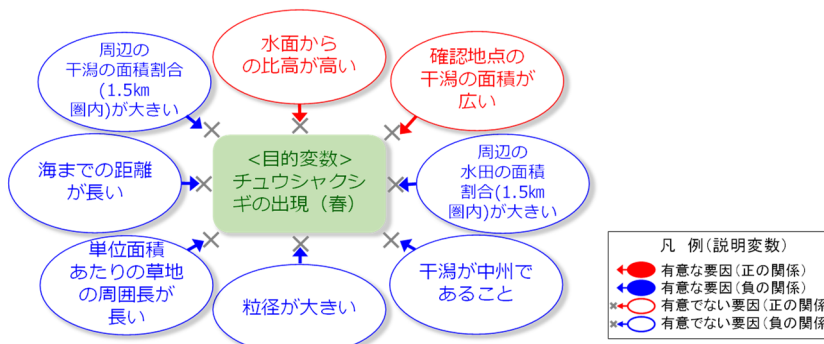 周辺の
干潟の面積割合
(1.5km
圏内)が大きい
水面から
の比高が高い
確認地点の
干潟の面積が
広い
海までの距離
が長い
<目的変数>
チュウシャクシ
ギの出現（春）
周辺の
水田の面積
割合(1.5km
圏内)が大きい
単位面積
あたりの草地
の周囲長が
長い
粒径が大きい
干潟が中州で
あること
凡 例(説明変数)
有意な要因(正の関係)
有意な要因(負の関係)
有意でない要因(正の関係)
有意でない要因(負の関係)